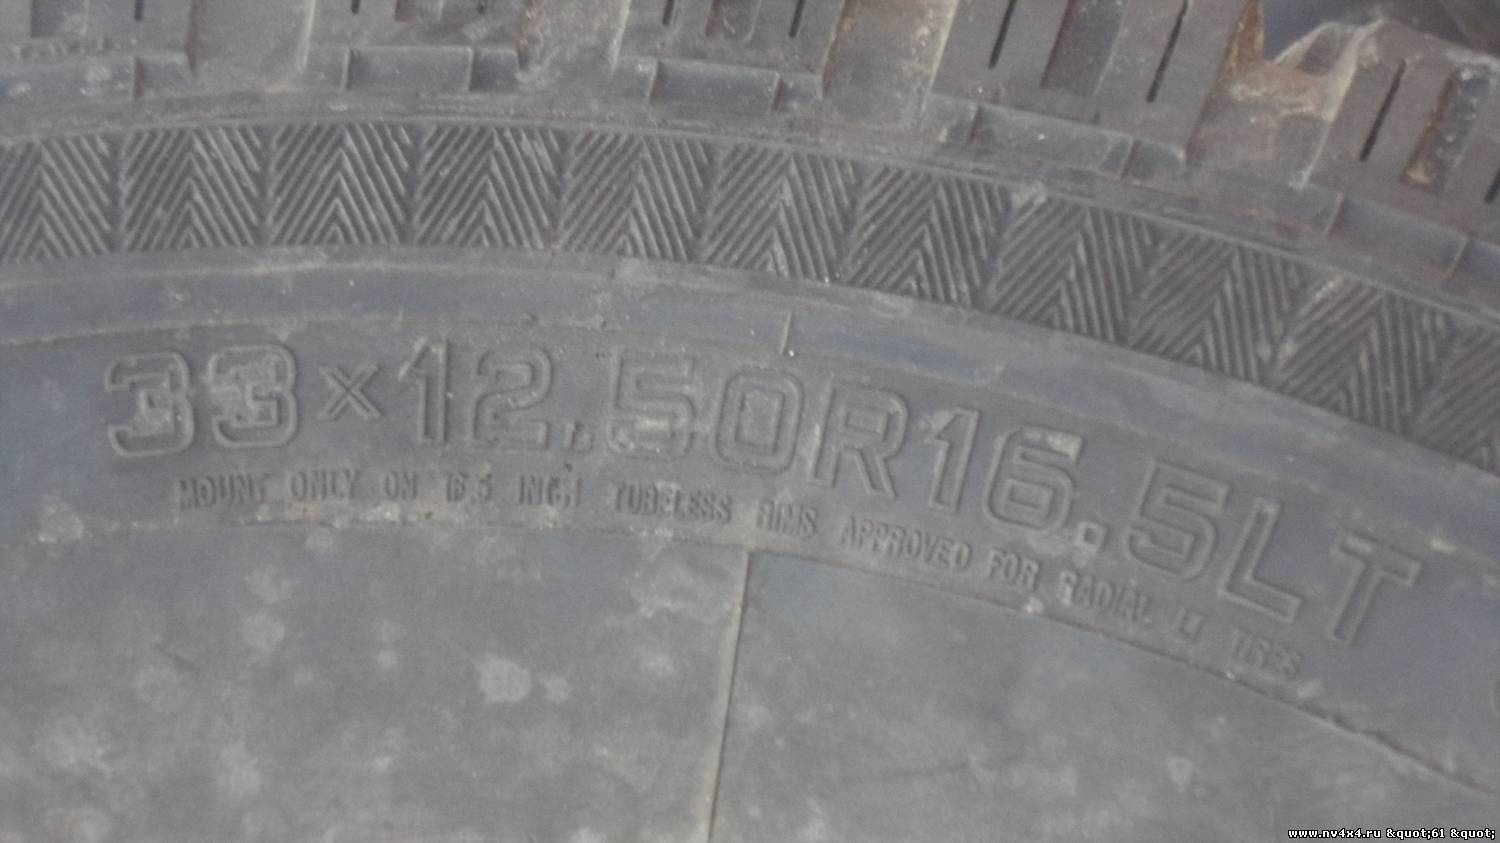 33x12.50R16.5LT
MOUNT ONLY ON 16.5 INCH TUBELESS RIMS APPROVED FOR RADIAL LT TIRES
www.nv4x4.ru &quot;61 &quot;